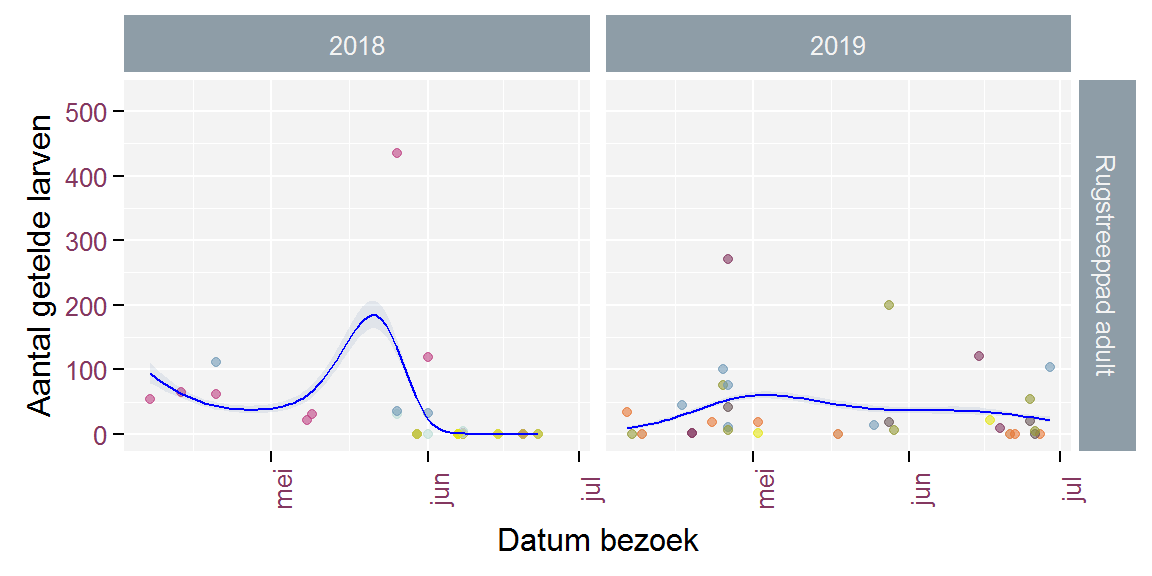 2018
2019
Aantal getelde larven
500
400
300
200
100
0
Rugstreeppad adult
mei
jun
jul
mei
jun
jul
Datum bezoek